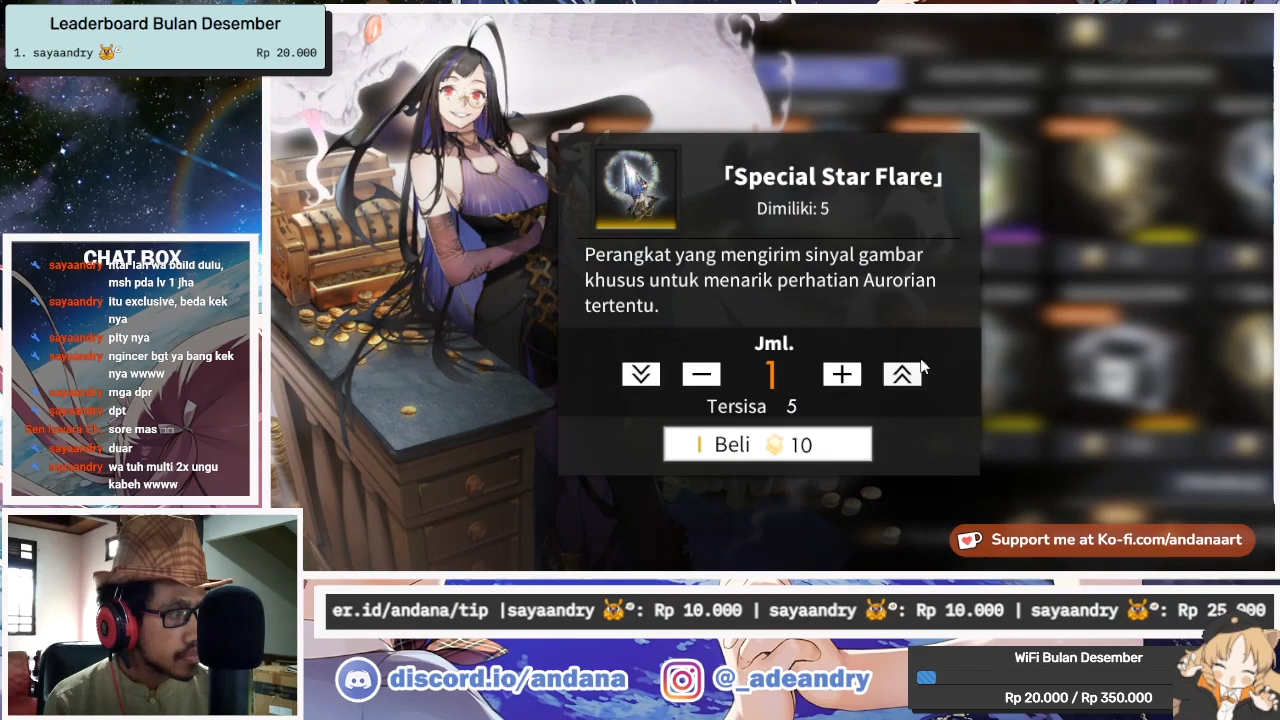 Leaderboard Bulan Desember
1. sayaandry Rp 20.000
CHAT BOX
sayaandry ntar lah wa build dulu,
msh pda lv 1 jha
sayaandry itu exclusive, beda kek
nya
sayaandry pity nya
sayaandry ngincer bgt ya bang kek
nya wwww
sayaandry mga dpr
sayaandry dpt
sore mas
sayaandry duar
sayaandry wa tuh multi 2x ungu
kabeh wwww
「Special Star Flare」
Dimiliki: 5
Perangkat yang mengirim sinyal gambar
khusus untuk menarik perhatian Aurorian
tertentu.
Jml.
1
Tersisa 5
Beli 10
Support me at Ko-fi.com/andanaart
er.id/andana/tip |sayaandry : Rp 10.000 | sayaandry : Rp 10.000 | sayaandry : Rp 25.000
discord.io/andana
@_adeandry
WiFi Bulan Desember
Rp 20.000 / Rp 350.000